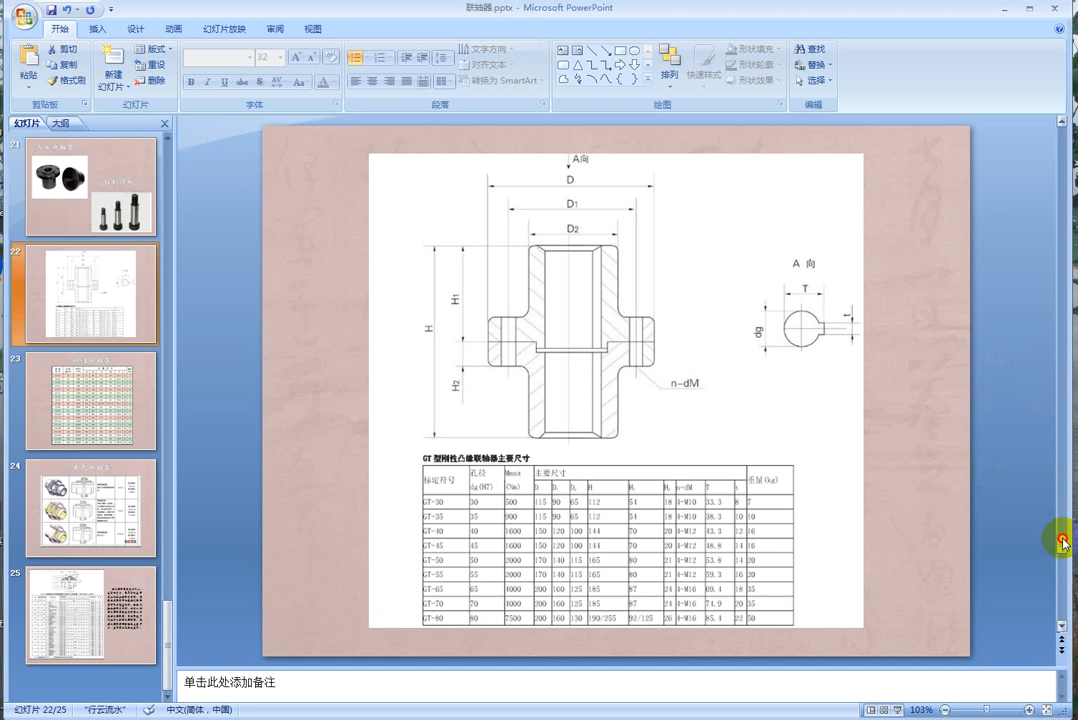 联轴器.pptx - Microsoft PowerPoint
开始 插入 设计 动画 幻灯片放映 审阅 视图
剪切 版式 32 文字方向 形状填充 查找
复制 重设 对齐文本 形状轮廓 替换
粘贴 格式刷 新建 幻灯片 删除 转换为 SmartArt 排列 快速样式 形状效果 选择
剪贴板 幻灯片 字体 段落 绘图 编辑
幻灯片 大纲
21
22
23
24
25
A向
D
D1
D2
H
H1
H2
n-dM
A 向
T
t
dg
GT 型刚性凸缘联轴器主要尺寸
标定符号 孔径 dg(H7) Mmax (Nm) 主要尺寸 重量(kg)
D D1 D2 H H1 H2 n-dM T t
GT-30 30 500 115 90 65 112 54 18 4-M10 33.3 8 7
GT-35 35 900 115 90 65 112 54 18 4-M10 38.3 10 10
GT-40 40 1600 150 120 100 144 70 20 4-M12 43.3 12 16
GT-45 45 1600 150 120 100 144 70 20 4-M12 48.8 14 16
GT-50 50 2000 170 140 115 165 80 21 4-M12 53.8 14 20
GT-55 55 2000 170 140 115 165 80 21 4-M12 59.3 16 20
GT-65 65 4000 200 160 125 185 87 24 4-M16 69.4 18 35
GT-70 70 4000 200 160 125 185 87 24 4-M16 74.9 20 35
GT-80 80 7500 200 160 130 190/255 92/125 26 4-M16 85.4 22 50
单击此处添加备注
幻灯片 22/25 "行云流水" 中文(简体，中国) 103%